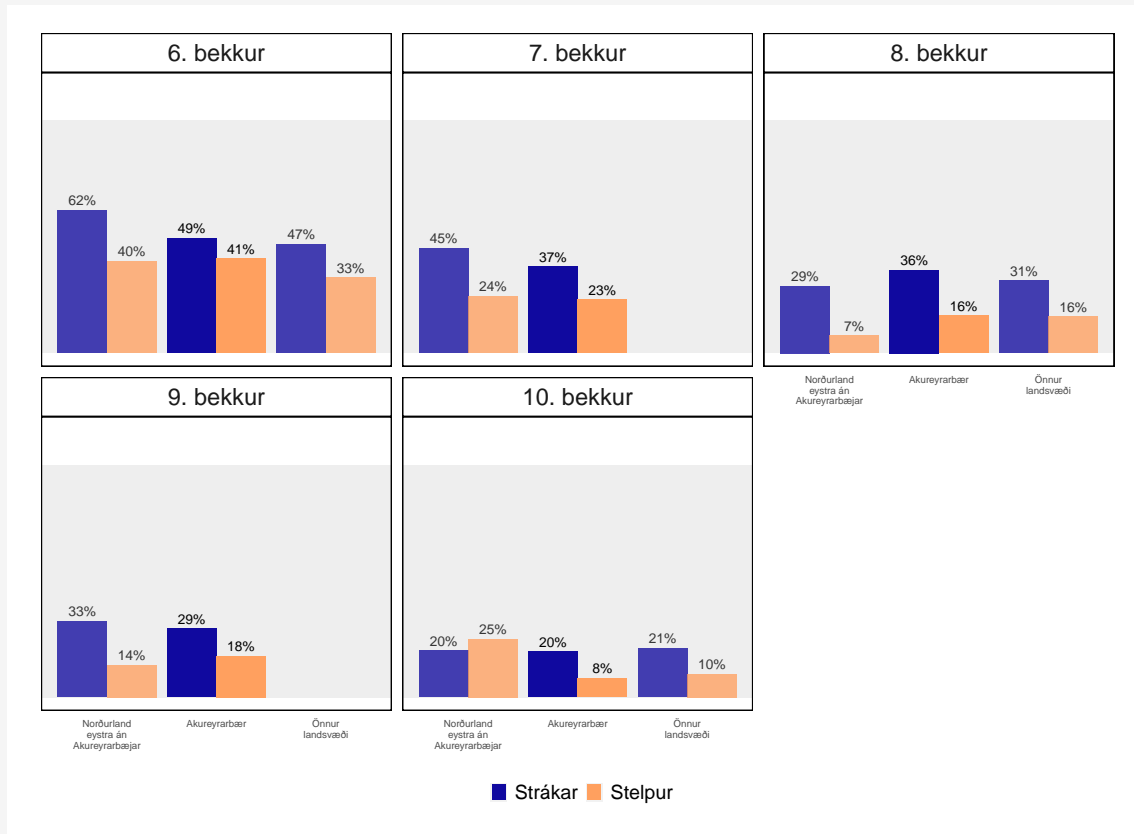 6. bekkur
62%
40%
49%
41%
47%
33%
7. bekkur
45%
24%
37%
23%
8. bekkur
29%
7%
36%
16%
31%
16%
Norðurland
eystra án
Akureyrarbæjar
Akureyrarbær
Önnur
landsvæði
9. bekkur
33%
14%
29%
18%
Norðurland
eystra án
Akureyrarbæjar
Akureyrarbær
Önnur
landsvæði
10. bekkur
20%
25%
20%
8%
21%
10%
Norðurland
eystra án
Akureyrarbæjar
Akureyrarbær
Önnur
landsvæði
Strákar
Stelpur